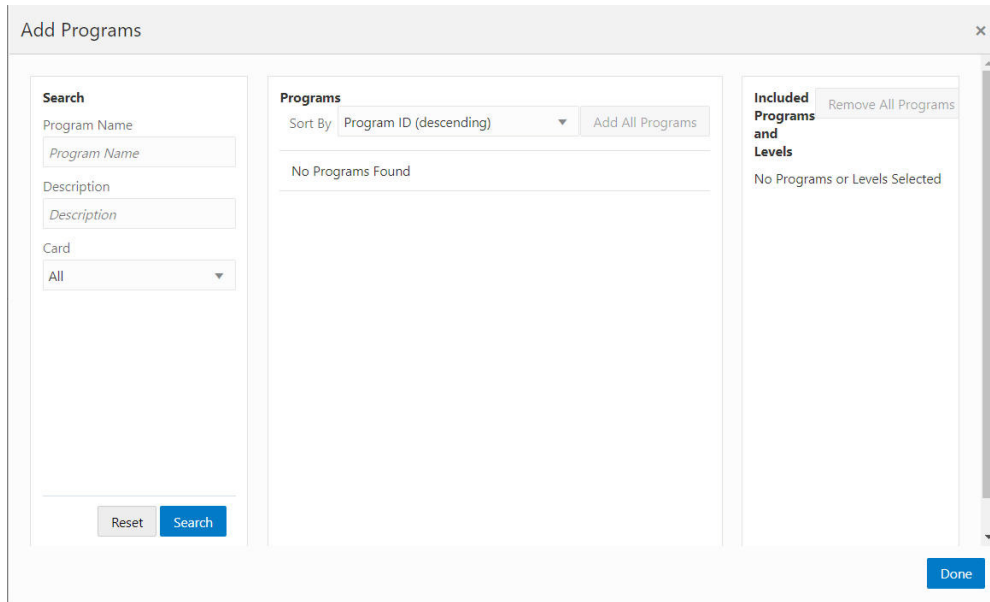 Add Programs
×
Search
Program Name
Program Name
Description
Description
Card
All
Reset Search
Programs
Sort By Program ID (descending) Add All Programs
No Programs Found
Included
Programs
and
Levels
Remove All Programs
No Programs or Levels Selected
Done